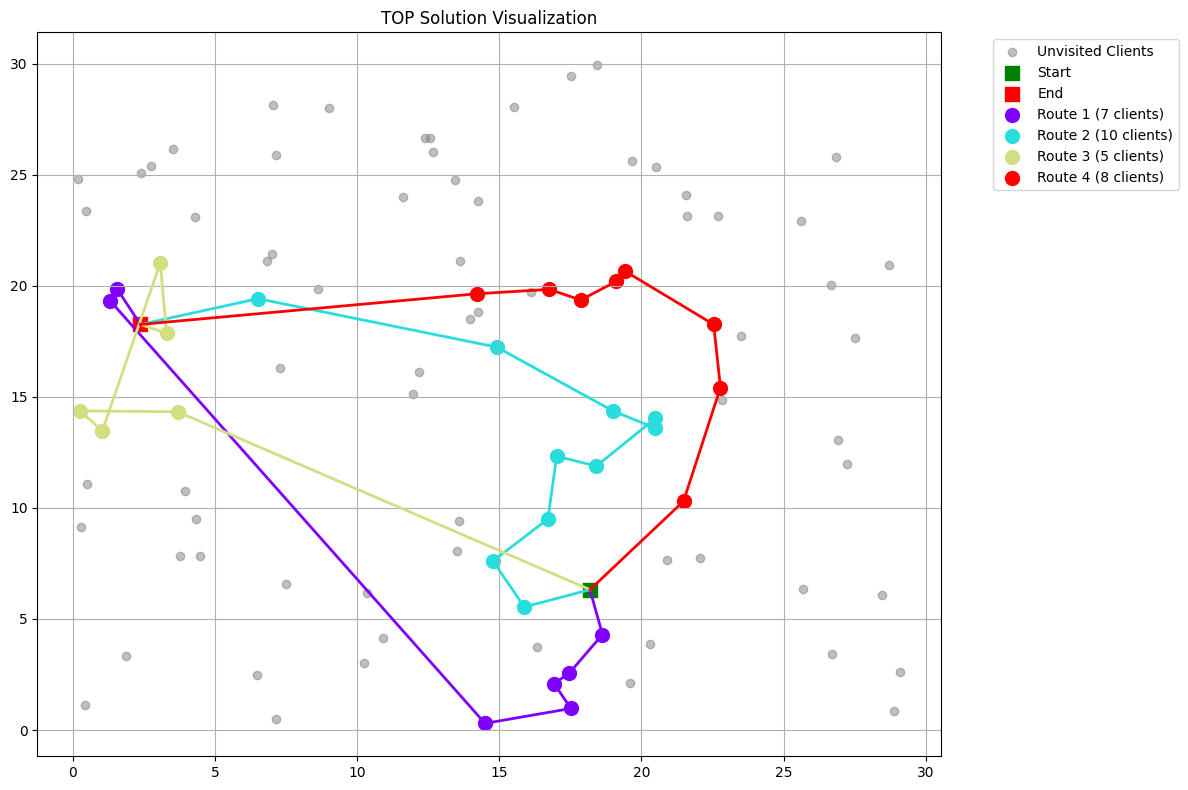 TOP Solution Visualization
Unvisited Clients
Start
End
Route 1 (7 clients)
Route 2 (10 clients)
Route 3 (5 clients)
Route 4 (8 clients)
30
25
20
15
10
5
0
0 5 10 15 20 25 30